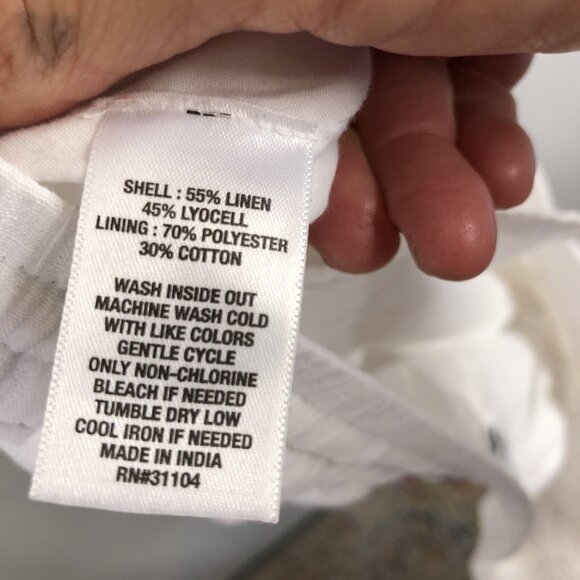 SHELL : 55% LINEN
45% LYOCELL
LINING : 70% POLYESTER
30% COTTON
WASH INSIDE OUT
MACHINE WASH COLD
WITH LIKE COLORS
GENTLE CYCLE
ONLY NON-CHLORINE
BLEACH IF NEEDED
TUMBLE DRY LOW
COOL IRON IF NEEDED
MADE IN INDIA
RN#31104